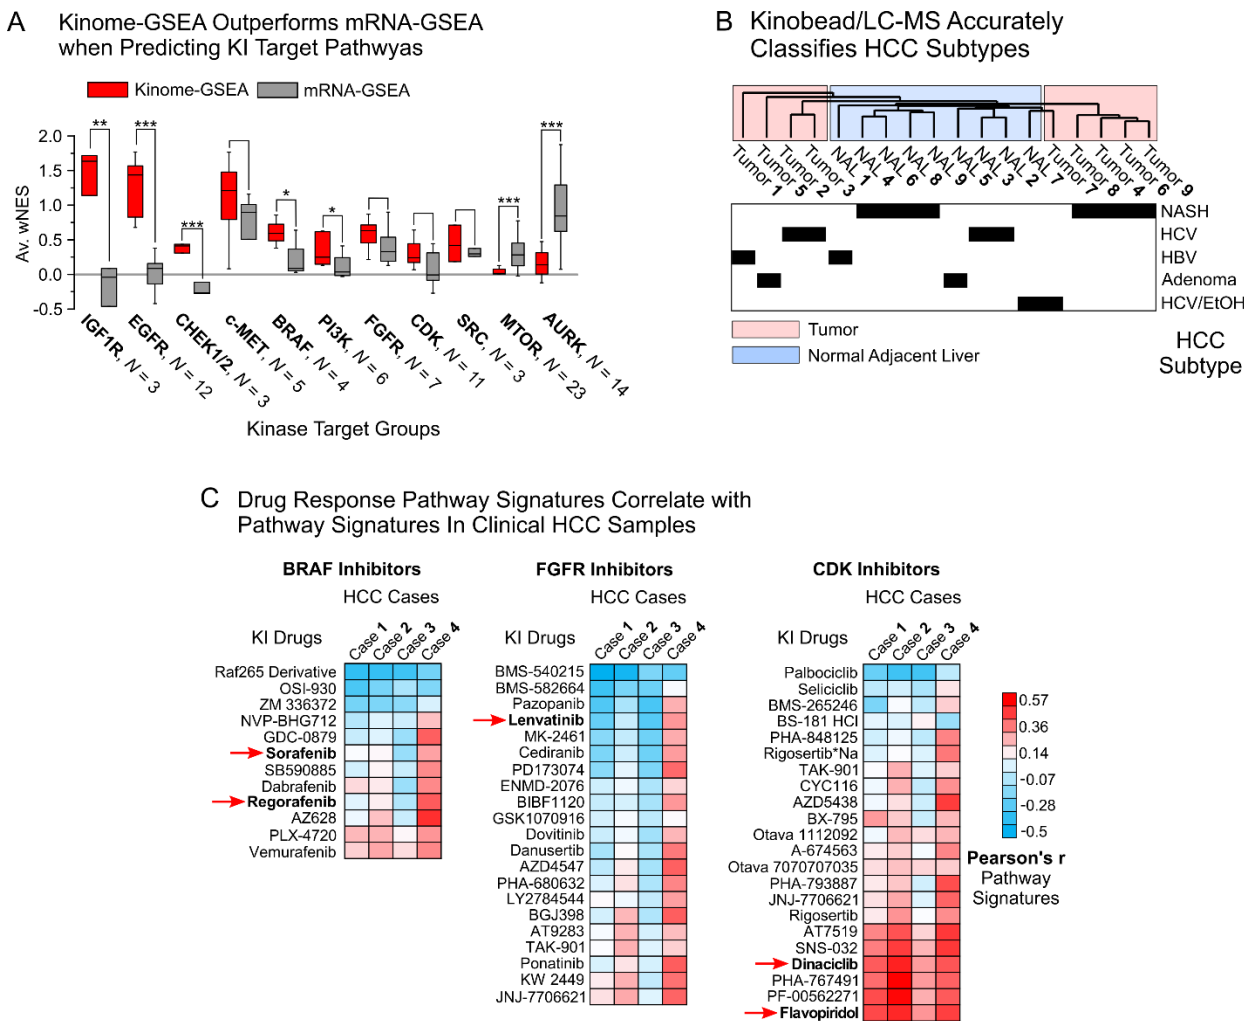 A Kinome-GSEA Outperforms mRNA-GSEA
when Predicting KI Target Pathwyas
Kinome-GSEA mRNA-GSEA
** *** *** * * *** ***
2.0
1.5
1.0
0.5
0.0
-0.5
Av. wNES
IGF1R, N = 3
EGFR, N = 12
CHEK1/2, N = 3
c-MET, N = 5
BRAF, N = 4
PI3K, N = 6
FGFR, N = 7
CDK, N = 11
SRC, N = 3
MTOR, N = 23
AURK, N = 14
Kinase Target Groups
B Kinobead/LC-MS Accurately
Classifies HCC Subtypes
Tumor 1
Tumor 5
Tumor 2
Tumor 3
NAL 1
NAL 4
NAL 6
NAL 8
NAL 9
NAL 5
NAL 3
NAL 2
NAL 7
Tumor 7
Tumor 8
Tumor 4
Tumor 6
Tumor 9
NASH
HCV
HBV
Adenoma
HCV/EtOH
Tumor
Normal Adjacent Liver
HCC
Subtype
C Drug Response Pathway Signatures Correlate with
Pathway Signatures In Clinical HCC Samples
BRAF Inhibitors
HCC Cases
KI Drugs
Case 1
Case 2
Case 3
Case 4
Raf265 Derivative
OSI-930
ZM 336372
NVP-BHG712
GDC-0879
Sorafenib
SB590885
Dabrafenib
Regorafenib
AZ628
PLX-4720
Vemurafenib
FGFR Inhibitors
HCC Cases
KI Drugs
Case 1
Case 2
Case 3
Case 4
BMS-540215
BMS-582664
Pazopanib
Lenvatinib
MK-2461
Cediranib
PD173074
ENMD-2076
BIBF1120
GSK1070916
Dovitinib
Danusertib
AZD4547
PHA-680632
LY2784544
BGJ398
AT9283
TAK-901
Ponatinib
KW 2449
JNJ-7706621
CDK Inhibitors
HCC Cases
KI Drugs
Case 1
Case 2
Case 3
Case 4
Palbociclib
Seliciclib
BMS-265246
BS-181 HCl
PHA-848125
Rigosertib*Na
TAK-901
CYC116
AZD5438
BX-795
Otava 1112092
A-674563
Otava 7070707035
PHA-793887
JNJ-7706621
Rigosertib
AT7519
SNS-032
Dinaciclib
PHA-767491
PF-00562271
Flavopiridol
0.57
0.36
0.14
-0.07
-0.28
-0.5
Pearson's r
Pathway
Signatures